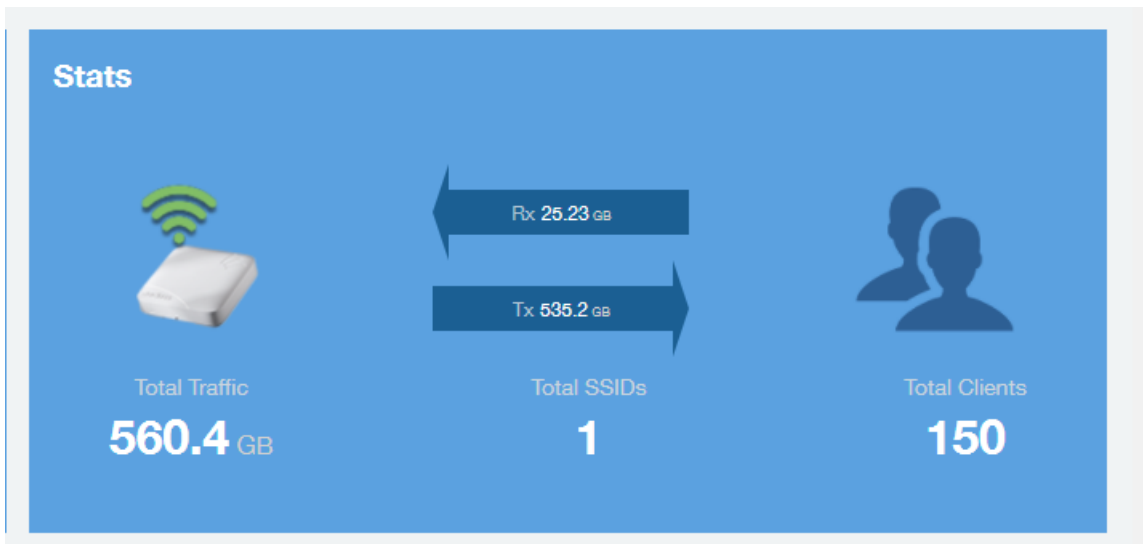 Stats
Rx 25.23 GB
Tx 535.2 GB
Total Traffic
560.4 GB
Total SSIDs
1
Total Clients
150